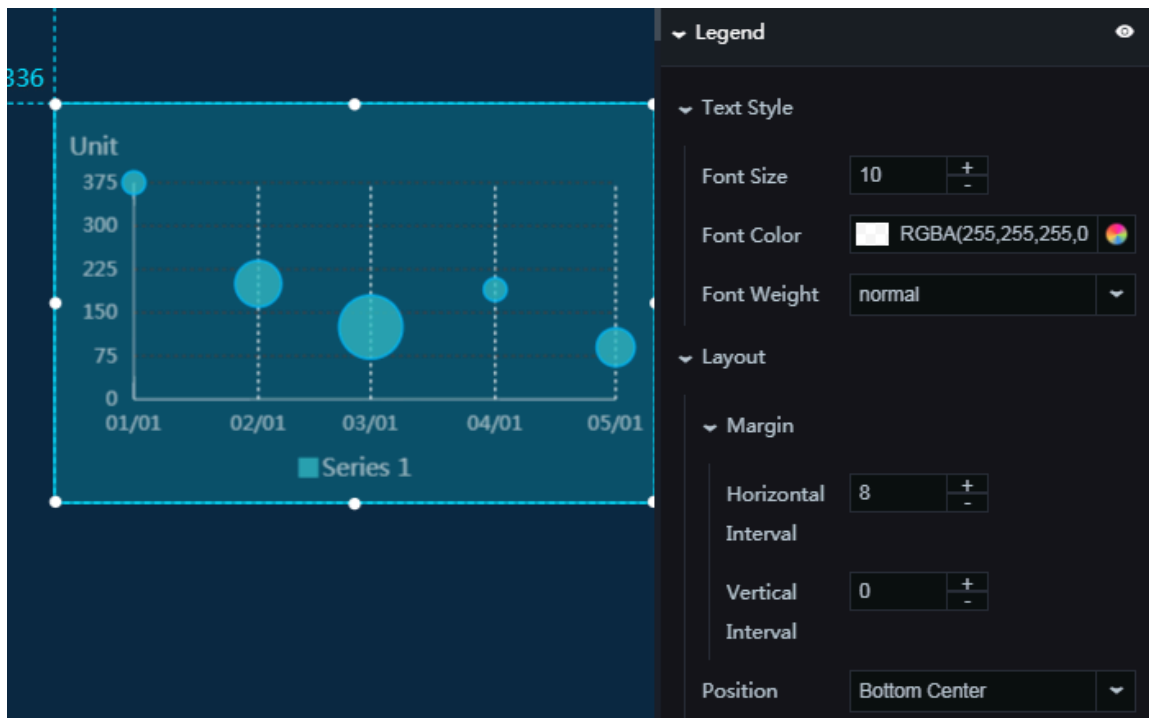 336
Unit
375
300
225
150
75
0
01/01 02/01 03/01 04/01 05/01
Series 1
Legend
Text Style
Font Size 10 + -
Font Color RGBA(255,255,255,0
Font Weight normal
Layout
Margin
Horizontal Interval 8 + -
Vertical Interval 0 + -
Position Bottom Center